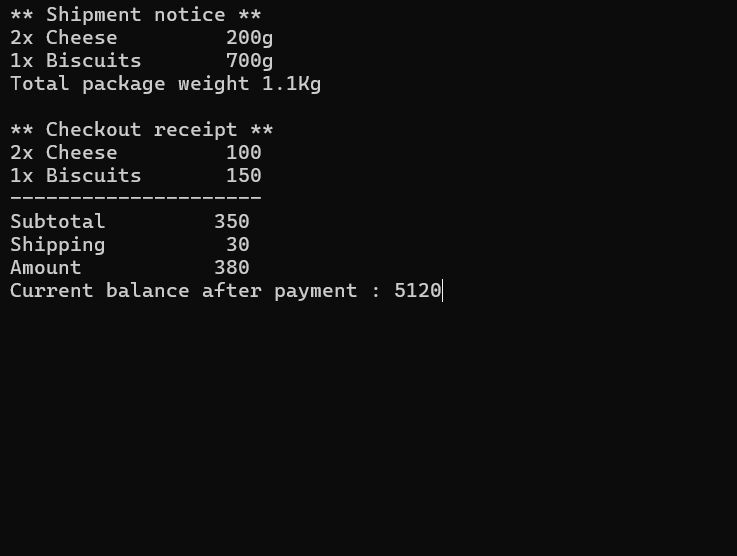 ** Shipment notice **
2x Cheese         200g
1x Biscuits       700g
Total package weight 1.1Kg

** Checkout receipt **
2x Cheese         100
1x Biscuits       150
---------------------
Subtotal         350
Shipping          30
Amount           380
Current balance after payment : 5120